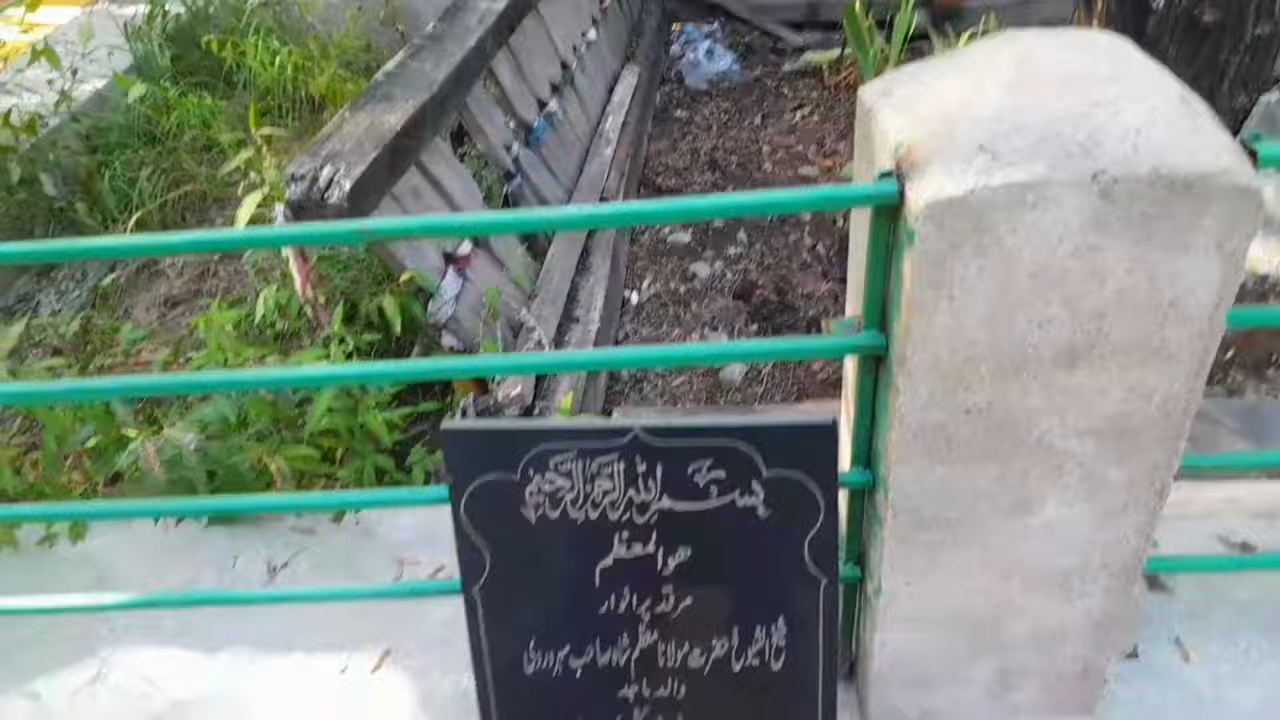 بسم اللہ الرحمن الرحیم
ھوالمعظم
مرقد پرانوار
شیخ الشیوخ حضرت مولانا معظم شاہ صاحب سہروردی
والد ماجد